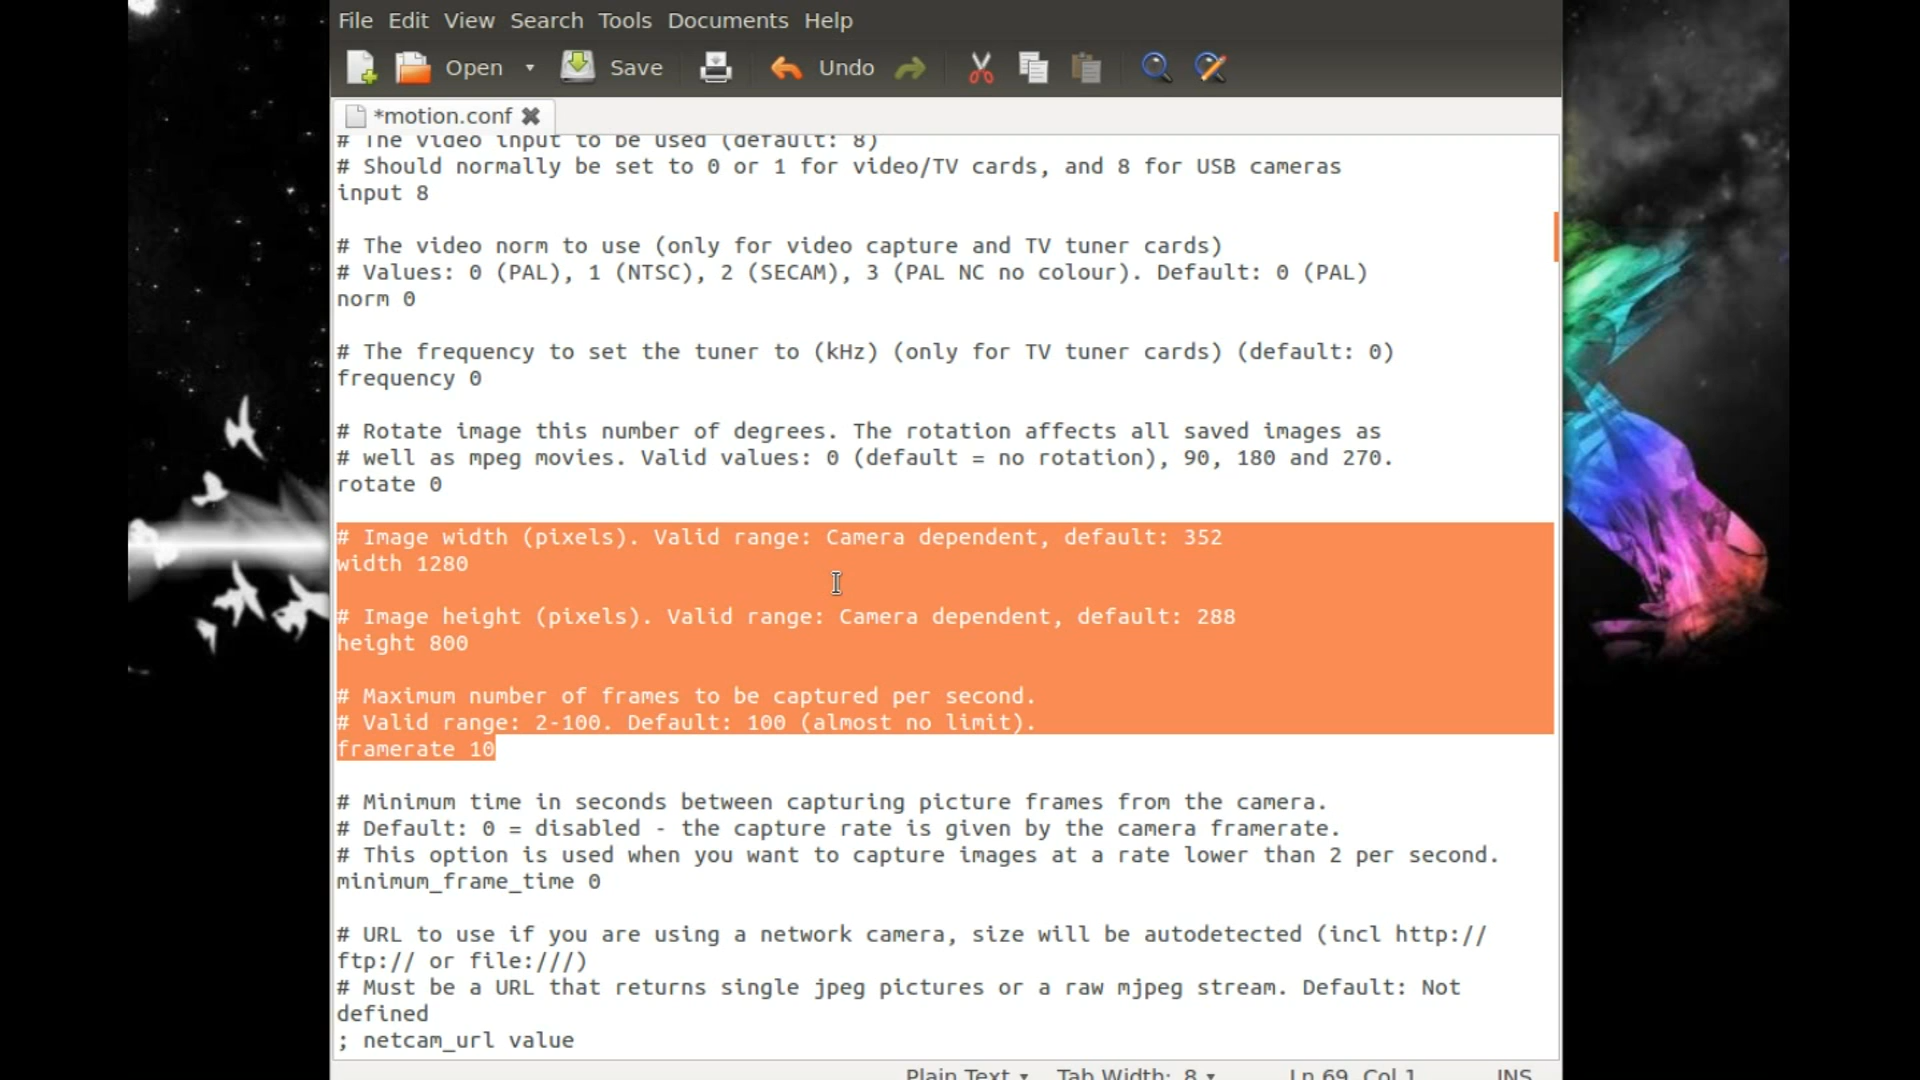 File Edit View Search Tools Documents Help
Open Save Undo
*motion.conf
# The video input to be used (default: 8)
# Should normally be set to 0 or 1 for video/TV cards, and 8 for USB cameras
input 8
# The video norm to use (only for video capture and TV tuner cards)
# Values: 0 (PAL), 1 (NTSC), 2 (SECAM), 3 (PAL NC no colour). Default: 0 (PAL)
norm 0
# The frequency to set the tuner to (kHz) (only for TV tuner cards) (default: 0)
frequency 0
# Rotate image this number of degrees. The rotation affects all saved images as
# well as mpeg movies. Valid values: 0 (default = no rotation), 90, 180 and 270.
rotate 0
# Image width (pixels). Valid range: Camera dependent, default: 352
width 1280
# Image height (pixels). Valid range: Camera dependent, default: 288
height 800
# Maximum number of frames to be captured per second.
# Valid range: 2-100. Default: 100 (almost no limit).
framerate 10
# Minimum time in seconds between capturing picture frames from the camera.
# Default: 0 = disabled - the capture rate is given by the camera framerate.
# This option is used when you want to capture images at a rate lower than 2 per second.
minimum_frame_time 0
# URL to use if you are using a network camera, size will be autodetected (incl http://
ftp:// or file:///)
# Must be a URL that returns single jpeg pictures or a raw mjpeg stream. Default: Not
defined
; netcam_url value
Plain Text Tab Width: 8 Ln 69, Col 1 INS